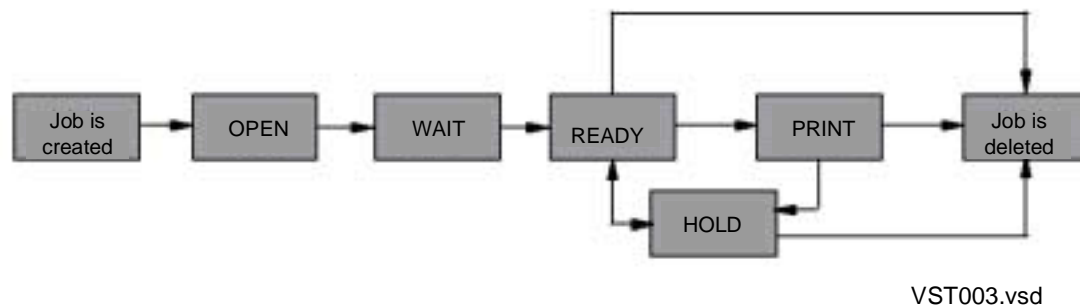 Job is
created
OPEN
WAIT
READY
PRINT
Job is
deleted
HOLD
VST003.vsd